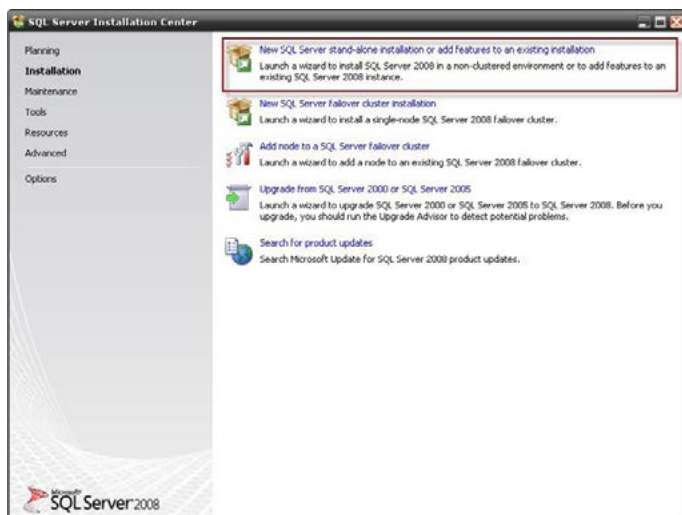 SQL Server Installation Center
Planning
Installation
Maintenance
Tools
Resources
Advanced
Options
New SQL Server stand-alone installation or add features to an existing installation
Launch a wizard to install SQL Server 2008 in a non-clustered environment or to add features to an
existing SQL Server 2008 instance.
New SQL Server failover cluster installation
Launch a wizard to install a single-node SQL Server 2008 failover cluster.
Add node to a SQL Server failover cluster
Launch a wizard to add a node to an existing SQL Server 2008 failover cluster.
Upgrade from SQL Server 2000 or SQL Server 2005
Launch a wizard to upgrade SQL Server 2000 or SQL Server 2005 to SQL Server 2008. Before you
upgrade, you should run the Upgrade Advisor to detect potential problems.
Search for product updates
Search Microsoft Update for SQL Server 2008 product updates.
Microsoft
SQL Server 2008